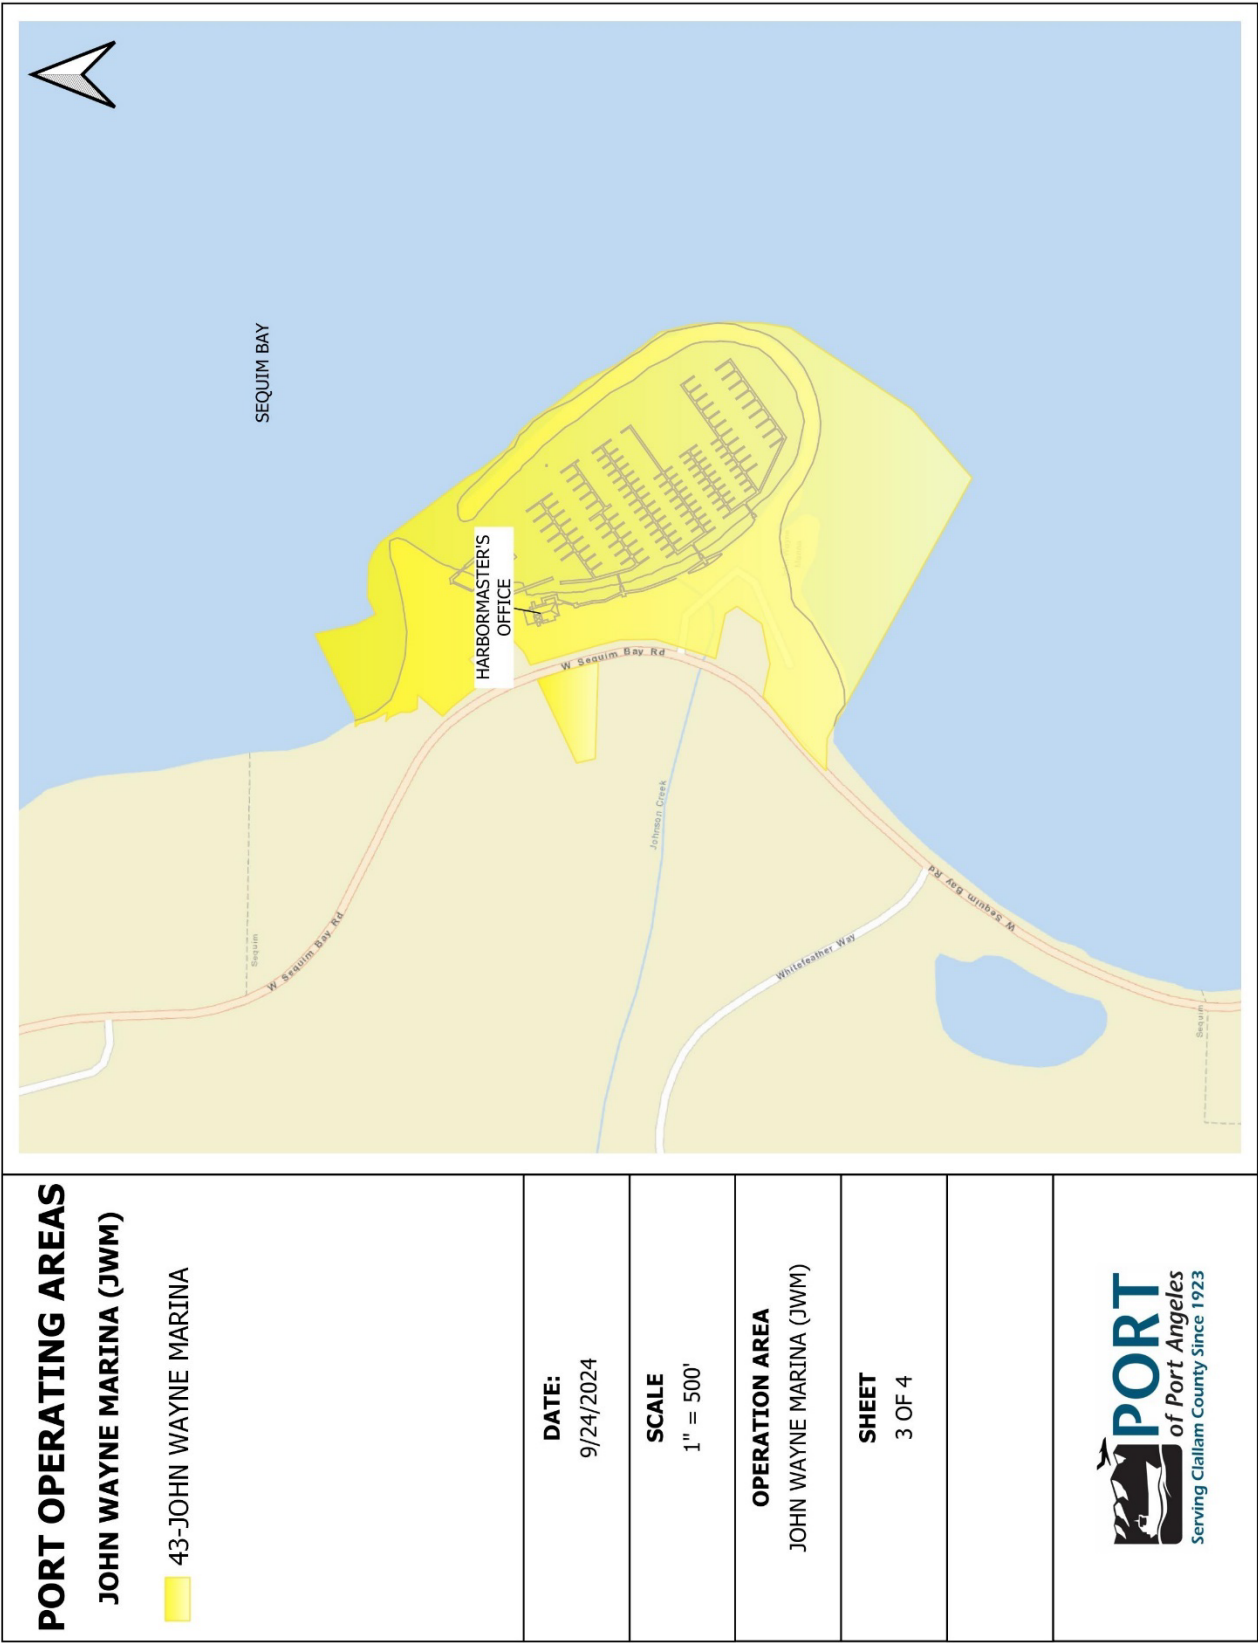 PORT OPERATING AREAS
JOHN WAYNE MARINA (JWM)
43-JOHN WAYNE MARINA
DATE:
9/24/2024
SCALE
1" = 500'
OPERATION AREA
JOHN WAYNE MARINA (JWM)
SHEET
3 OF 4
PORT
of Port Angeles
Serving Clallam County Since 1923
SEQUIM BAY
HARBORMASTER'S
OFFICE
W Sequim Bay Rd
Sequim
W Sequim Bay Rd
Johnson Creek
Whitefeather Way
W Sequim Bay Rd
Sequim